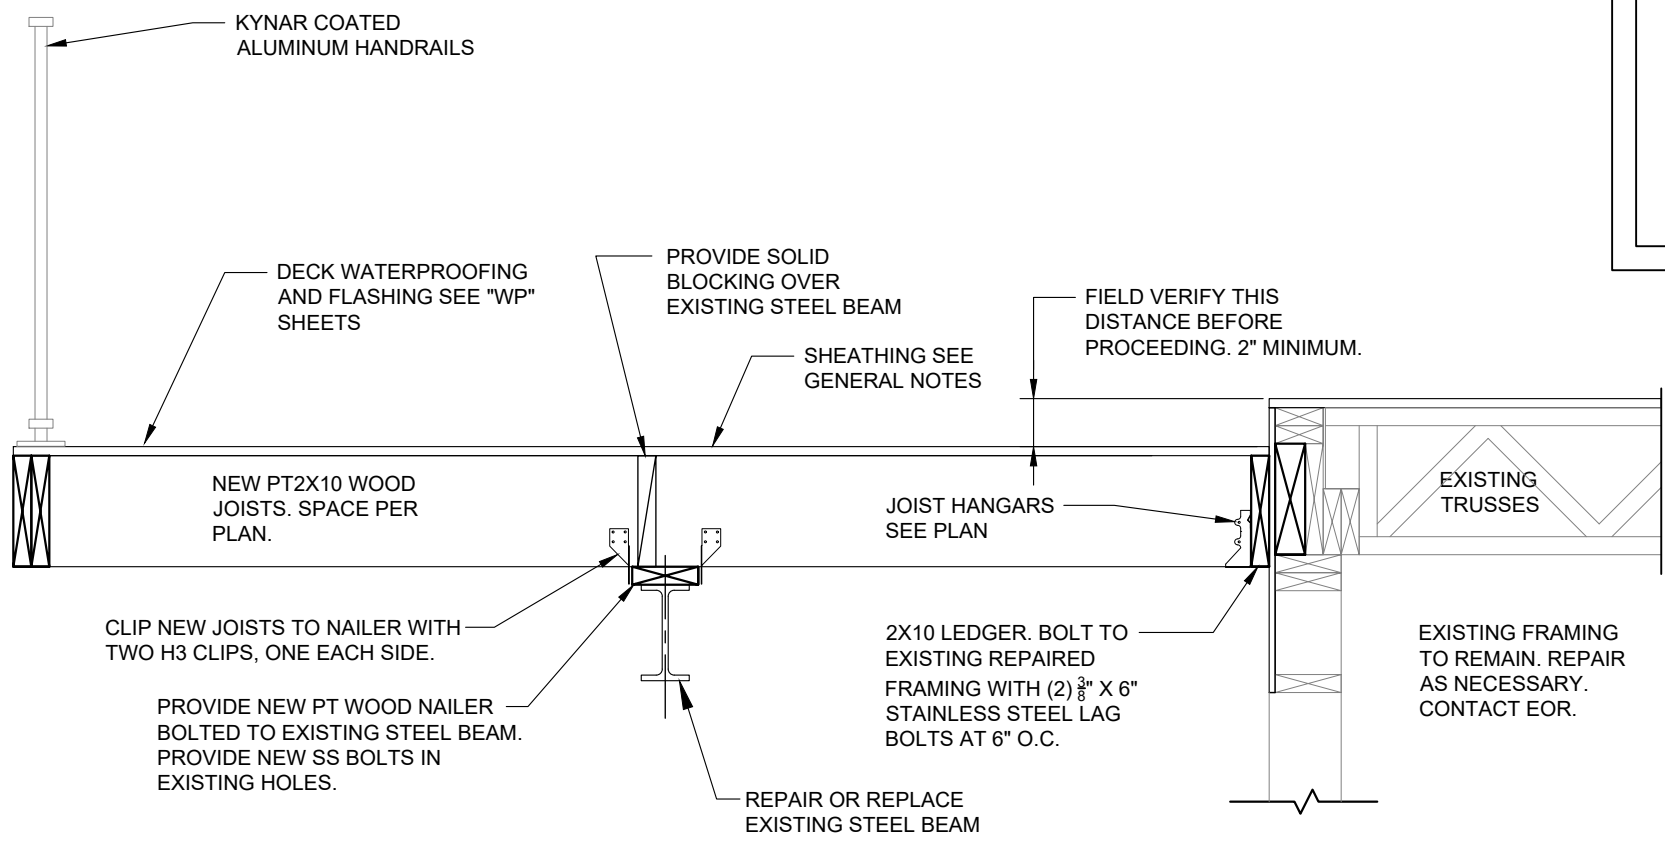 KYNAR COATED
ALUMINUM HANDRAILS
DECK WATERPROOFING
AND FLASHING SEE "WP"
SHEETS
PROVIDE SOLID
BLOCKING OVER
EXISTING STEEL BEAM
SHEATHING SEE
GENERAL NOTES
FIELD VERIFY THIS
DISTANCE BEFORE
PROCEEDING. 2" MINIMUM.
NEW PT2X10 WOOD
JOISTS. SPACE PER
PLAN.
JOIST HANGARS
SEE PLAN
EXISTING
TRUSSES
CLIP NEW JOISTS TO NAILER WITH
TWO H3 CLIPS, ONE EACH SIDE.
PROVIDE NEW PT WOOD NAILER
BOLTED TO EXISTING STEEL BEAM.
PROVIDE NEW SS BOLTS IN
EXISTING HOLES.
2X10 LEDGER. BOLT TO
EXISTING REPAIRED
FRAMING WITH (2) 3/8" X 6"
STAINLESS STEEL LAG
BOLTS AT 6" O.C.
EXISTING FRAMING
TO REMAIN. REPAIR
AS NECESSARY.
CONTACT EOR.
REPAIR OR REPLACE
EXISTING STEEL BEAM